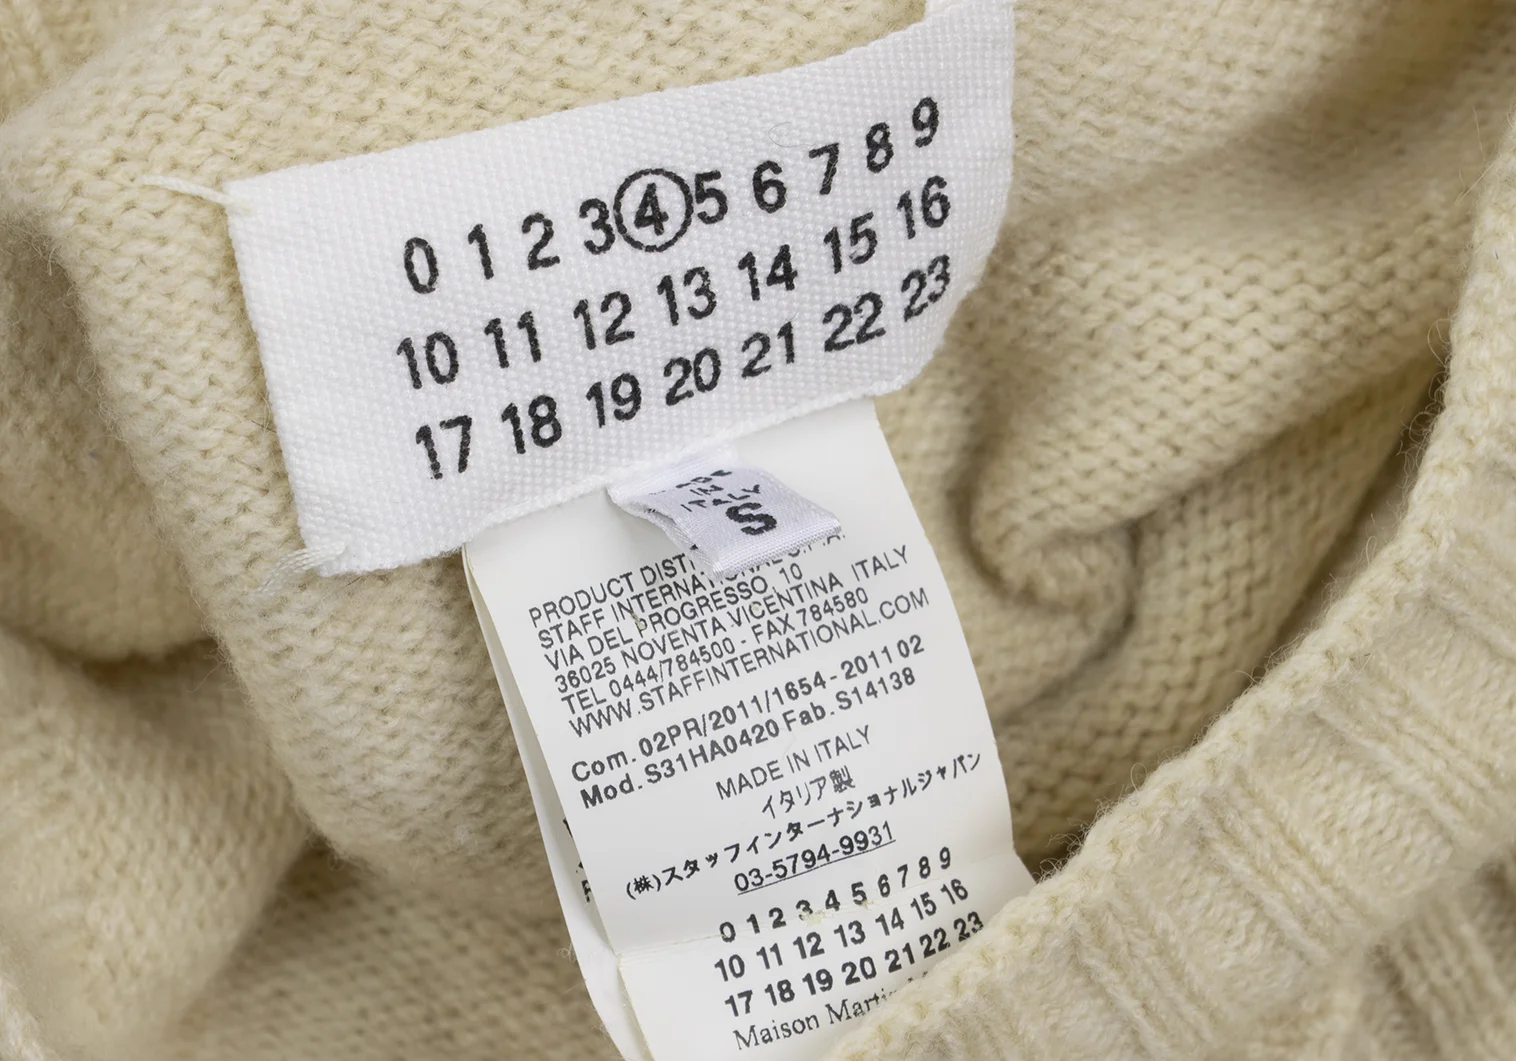 0 1 2 3 4 5 6 7 8 9
10 11 12 13 14 15 16
17 18 19 20 21 22 23
S
PRODUCT
STAFF INTERNATIONAL S.P.A.
VIA DEL PROGRESSO, 10
36025 NOVENTA VICENTINA ITALY
TEL 0444/784500 - FAX 784580
WWW.STAFFINTERNATIONAL.COM
Com. 02PR/2011/1654 - 2011 02
Mod. S31HA0420 Fab. S14138
MADE IN ITALY
イタリア製
(株)スタッフインターナショナルジャパン
03-5794-9931
0 1 2 3 4 5 6 7 8 9
10 11 12 13 14 15 16
17 18 19 20 21 22 23
Maison